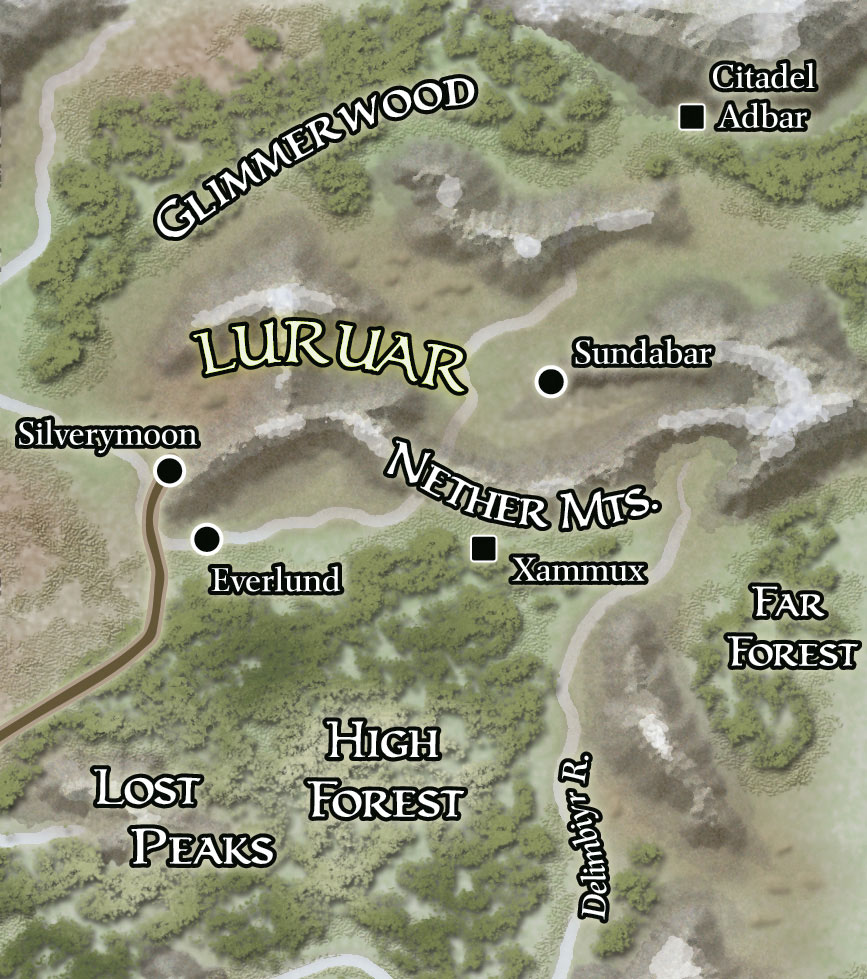 Citadel
Adbar
GLIMMERWOOD
LURUAR
Sundabar
Silverymoon
NETHER MTS.
Everlund
Xammux
FAR
FOREST
HIGH
FOREST
LOST
PEAKS
Delimbiyr R.